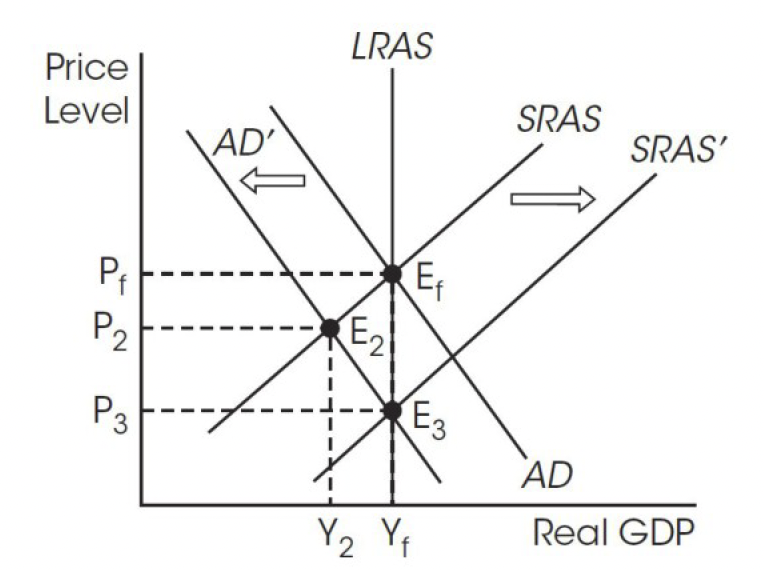 LRAS
Price
Level
SRAS
AD′
SRAS′
Pf
Ef
P2
E2
P3
E3
AD
Y2
Yf
Real GDP